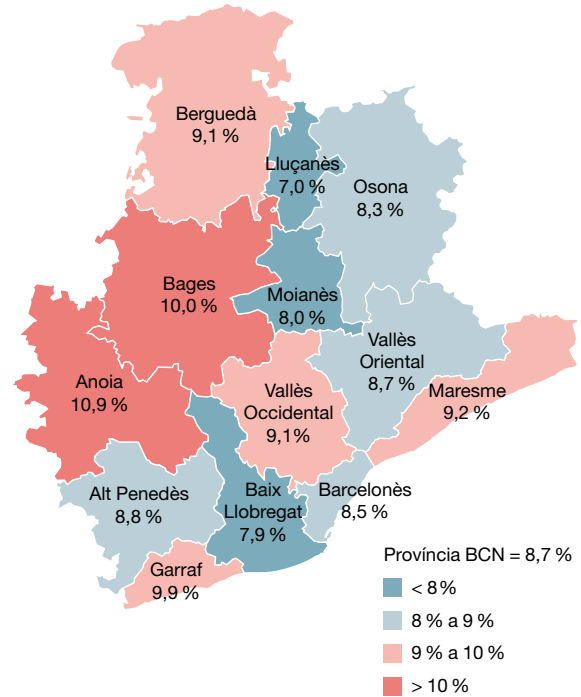 Berguedà
9,1 %
Lluçanès
7,0 %
Osona
8,3 %
Bages
10,0 %
Moianès
8,0 %
Vallès
Oriental
8,7 %
Anoia
10,9 %
Vallès
Occidental
9,1%
Maresme
9,2 %
Alt Penedès
8,8 %
Baix
Llobregat
7,9 %
Barcelonès
8,5 %
Garraf
9,9 %
Província BCN = 8,7 %
< 8 %
8 % a 9 %
9 % a 10 %
> 10 %